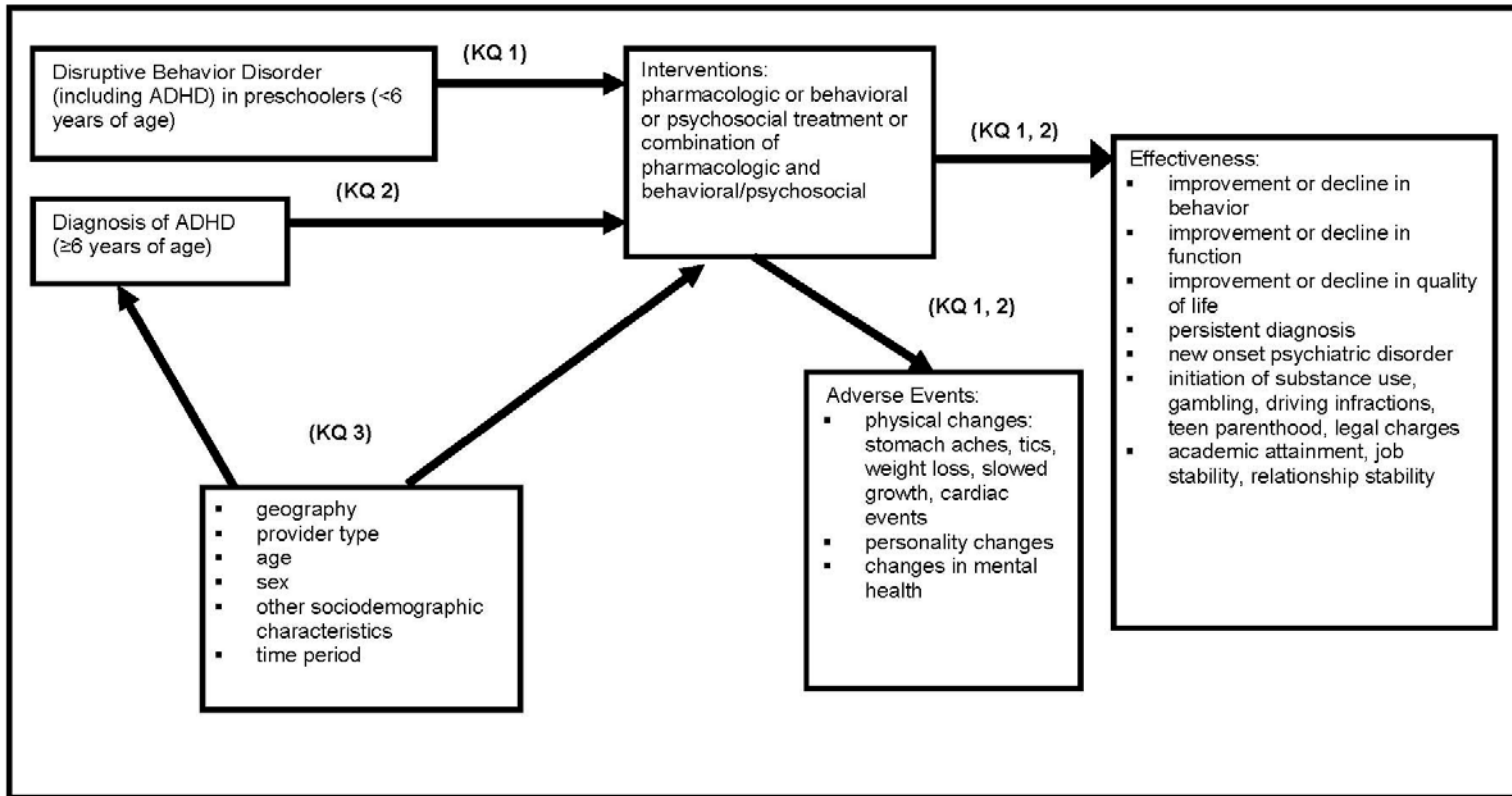 (KQ 1)
Disruptive Behavior Disorder
(including ADHD) in preschoolers (<6
years of age)
(KQ 2)
Diagnosis of ADHD
(≥6 years of age)
Interventions:
pharmacologic or behavioral
or psychosocial treatment or
combination of
pharmacologic and
behavioral/psychosocial
(KQ 1, 2)
Effectiveness:
▪ improvement or decline in
behavior
▪ improvement or decline in
function
▪ improvement or decline in quality
of life
▪ persistent diagnosis
▪ new onset psychiatric disorder
▪ initiation of substance use,
gambling, driving infractions,
teen parenthood, legal charges
▪ academic attainment, job
stability, relationship stability
(KQ 1, 2)
Adverse Events:
▪ physical changes:
stomach aches, tics,
weight loss, slowed
growth, cardiac
events
▪ personality changes
▪ changes in mental
health
(KQ 3)
▪ geography
▪ provider type
▪ age
▪ sex
▪ other sociodemographic
characteristics
▪ time period